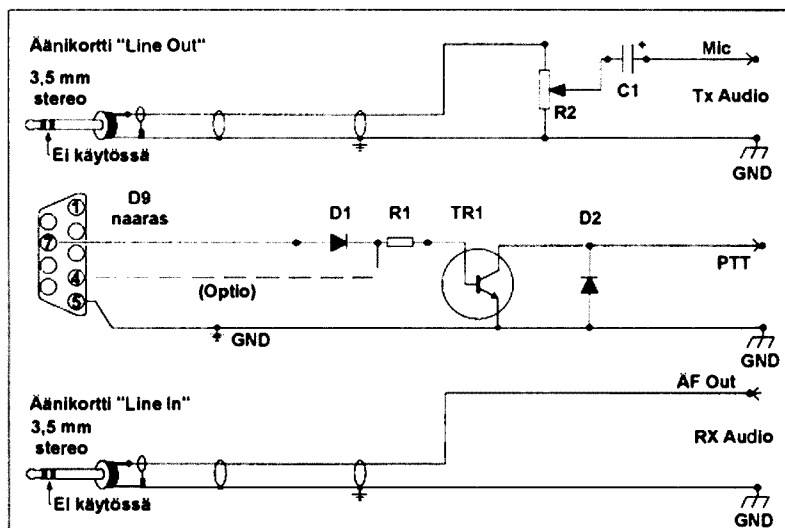 Äänikortti "Line Out"
3,5 mm
stereo
Ei käytössä
R2
C1
+
Mic
Tx Audio
GND
D9
naaras
1
7
4
5
D1
R1
TR1
D2
PTT
(Optio)
GND
GND
Äänikortti "Line In"
3,5 mm
stereo
Ei käytössä
ÄF Out
RX Audio
GND